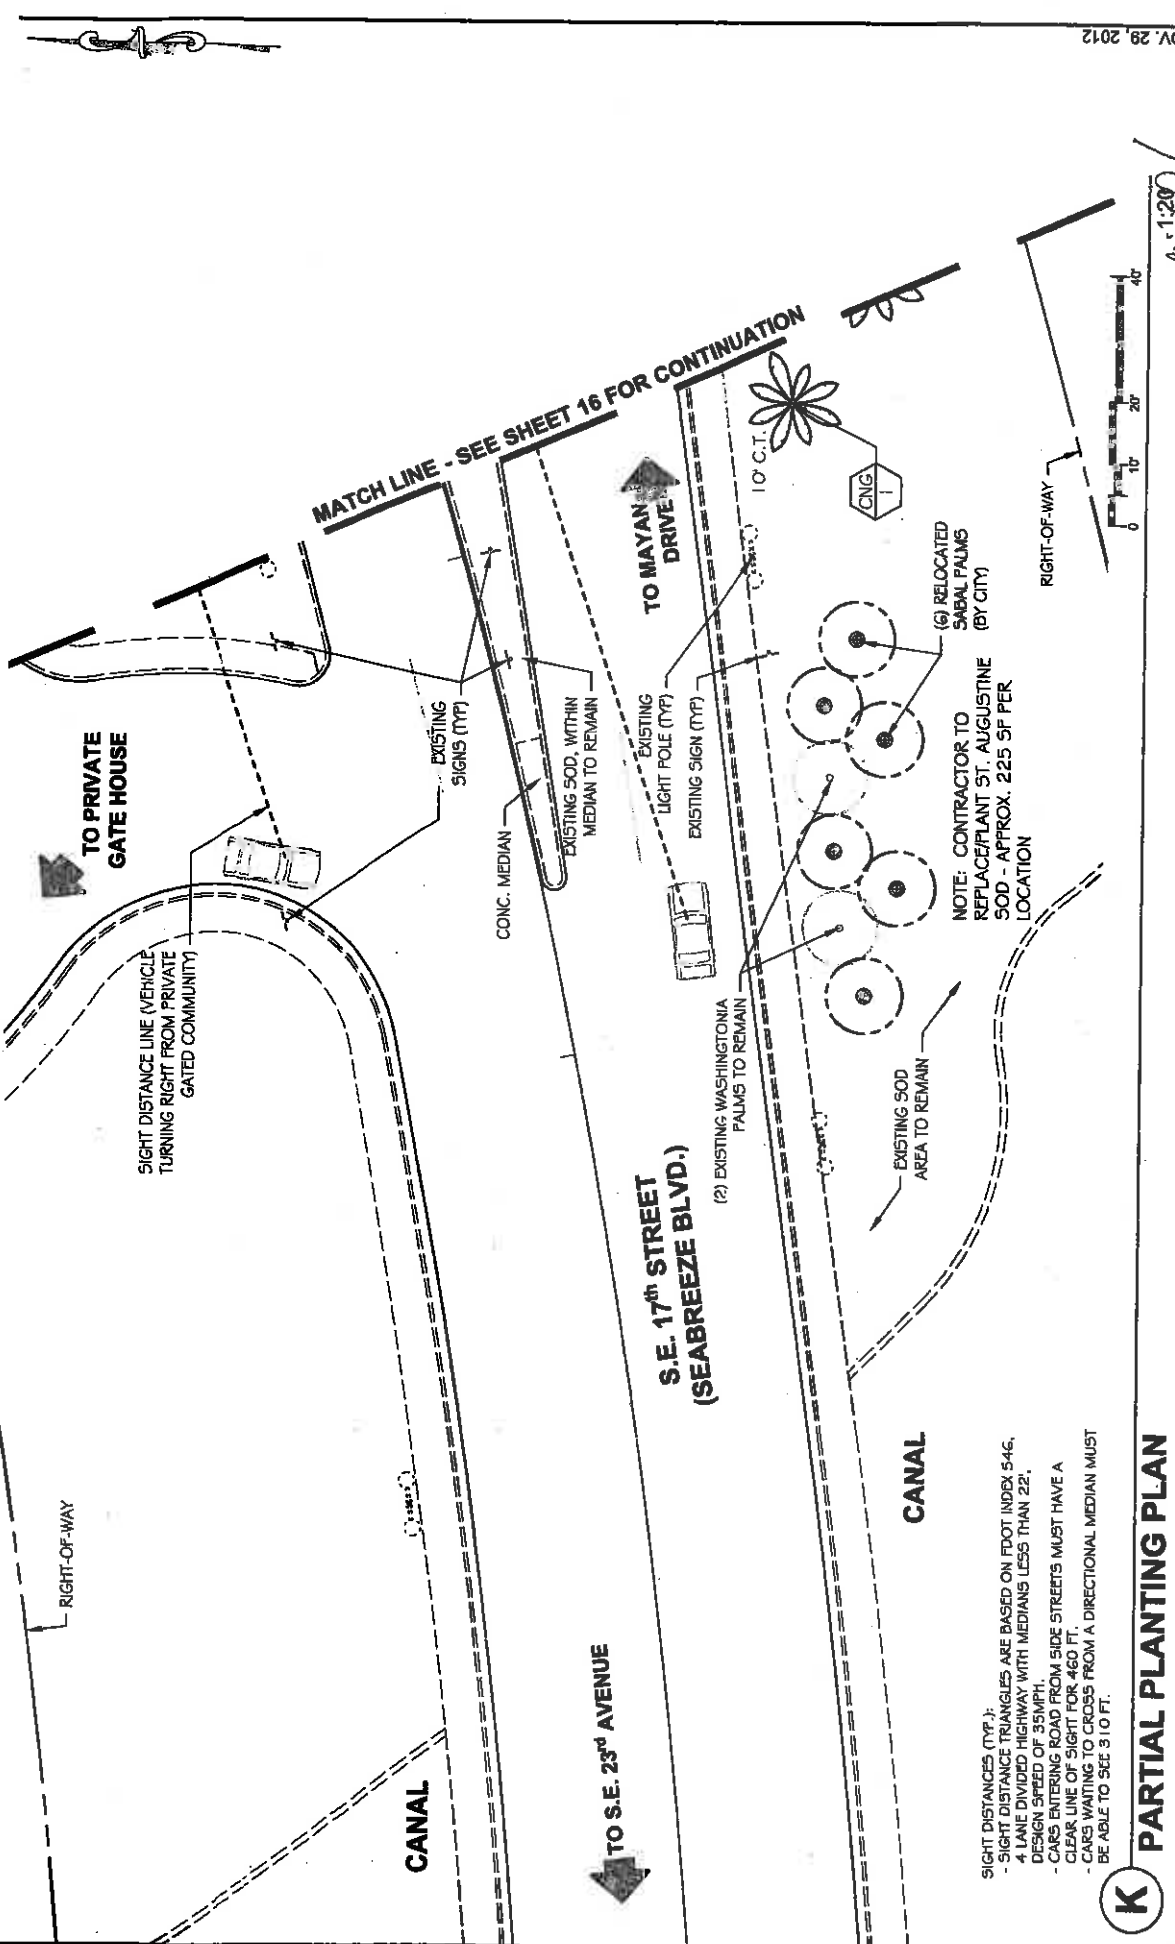 NOV. 29, 2012
TO PRIVATE
GATE HOUSE
SIGHT DISTANCE LINE (VEHICLE
TURNING RIGHT FROM PRIVATE
GATED COMMUNITY)
RIGHT-OF-WAY
MATCH LINE - SEE SHEET 16 FOR CONTINUATION
EXISTING
SIGNS (TYP)
CONC. MEDIAN
EXISTING SOD, WITHIN
MEDIAN TO REMAIN
TO MAYAN
DRIVE
EXISTING
LIGHT POLE (TYP)
EXISTING SIGN (TYP)
10' C.T.
CNG
1
(6) RELOCATED
SABAL PALMS
(BY CITY)
RIGHT-OF-WAY
NOTE: CONTRACTOR TO
REPLACE/PLANT ST. AUGUSTINE
SOD - APPROX. 225 SF PER
LOCATION
(2) EXISTING WASHINGTONIA
PALMS TO REMAIN
EXISTING SOD
AREA TO REMAIN
S.E. 17th STREET
(SEABREEZE BLVD.)
CANAL
CANAL
TO S.E. 23rd AVENUE
SIGHT DISTANCES (TYP.):
- SIGHT DISTANCE TRIANGLES ARE BASED ON FDOT INDEX 546,
4 LANE DIVIDED HIGHWAY WITH MEDIANS LESS THAN 22',
DESIGN SPEED OF 35MPH.
- CARS ENTERING ROAD FROM SIDE STREETS MUST HAVE A
CLEAR LINE OF SIGHT FOR 460 FT.
- CARS WAITING TO CROSS FROM A DIRECTIONAL MEDIAN MUST
BE ABLE TO SEE 310 FT.
K
PARTIAL PLANTING PLAN
0 10' 20' 40'
1:20